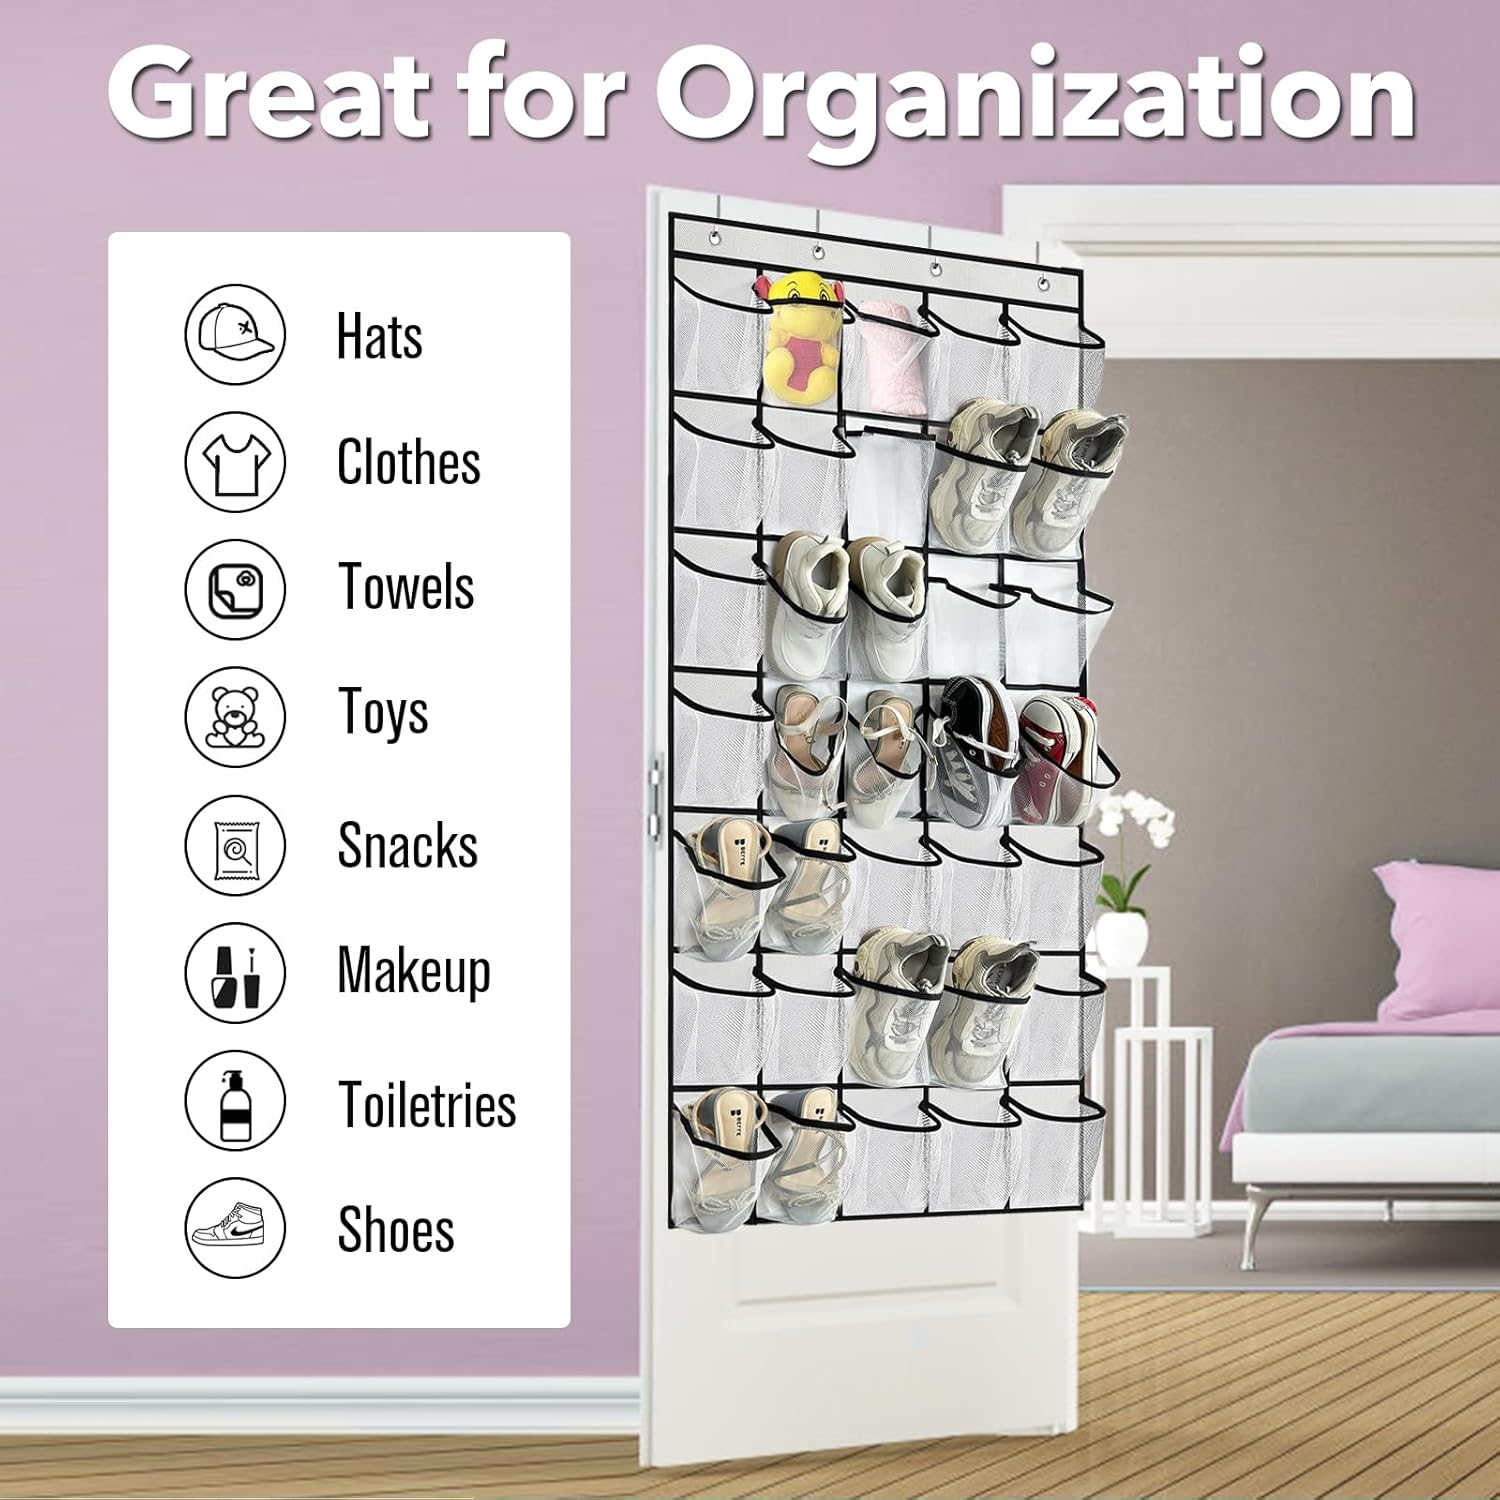 Great for Organization
Hats
Clothes
Towels
Toys
Snacks
Makeup
Toiletries
Shoes